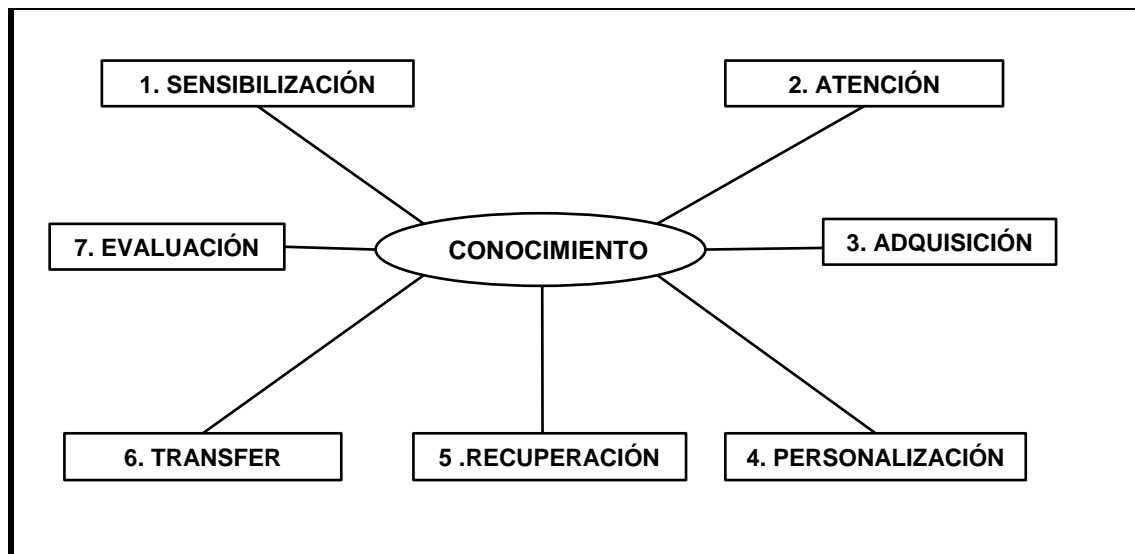 1. SENSIBILIZACIÓN
2. ATENCIÓN
7. EVALUACIÓN
CONOCIMIENTO
3. ADQUISICIÓN
6. TRANSFER
5 .RECUPERACIÓN
4. PERSONALIZACIÓN